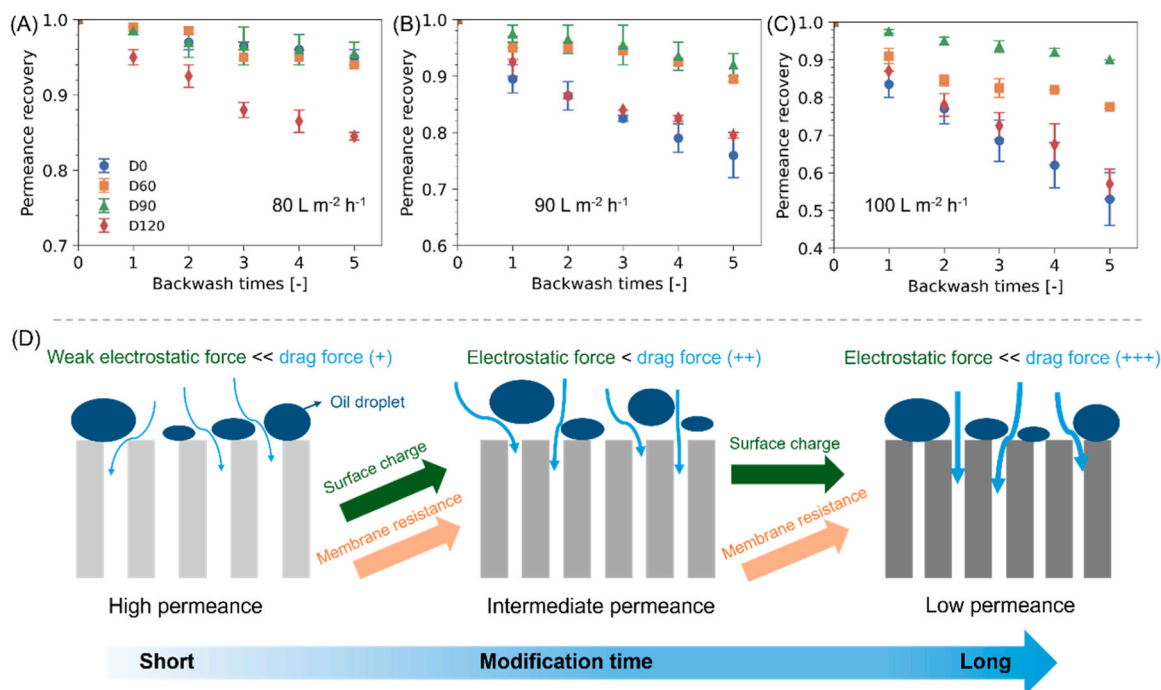 (A)
Permeance recovery
1.0
0.9
0.8
0.7
D0
D60
D90
D120
80 L m⁻² h⁻¹
0 1 2 3 4 5
Backwash times [-]
(B)
Permeance recovery
1.0
0.9
0.8
0.7
0.6
90 L m⁻² h⁻¹
0 1 2 3 4 5
Backwash times [-]
(C)
Permeance recovery
1.0
0.9
0.8
0.7
0.6
0.5
0.4
100 L m⁻² h⁻¹
0 1 2 3 4 5
Backwash times [-]
(D)
Weak electrostatic force << drag force (+)
Oil droplet
High permeance
Surface charge
Membrane resistance
Electrostatic force < drag force (++)
Intermediate permeance
Surface charge
Membrane resistance
Electrostatic force << drag force (+++)
Low permeance
Short Modification time Long